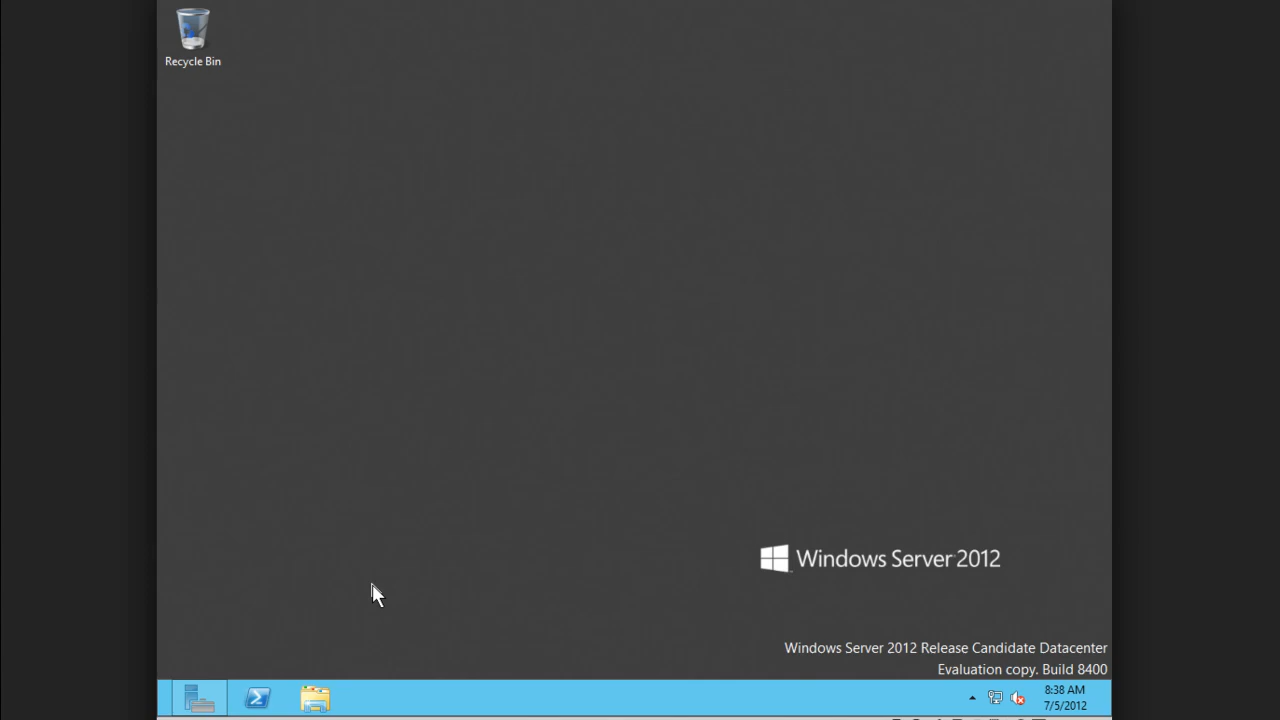 Recycle Bin
Windows Server 2012
Windows Server 2012 Release Candidate Datacenter
Evaluation copy. Build 8400
8:38 AM
7/5/2012